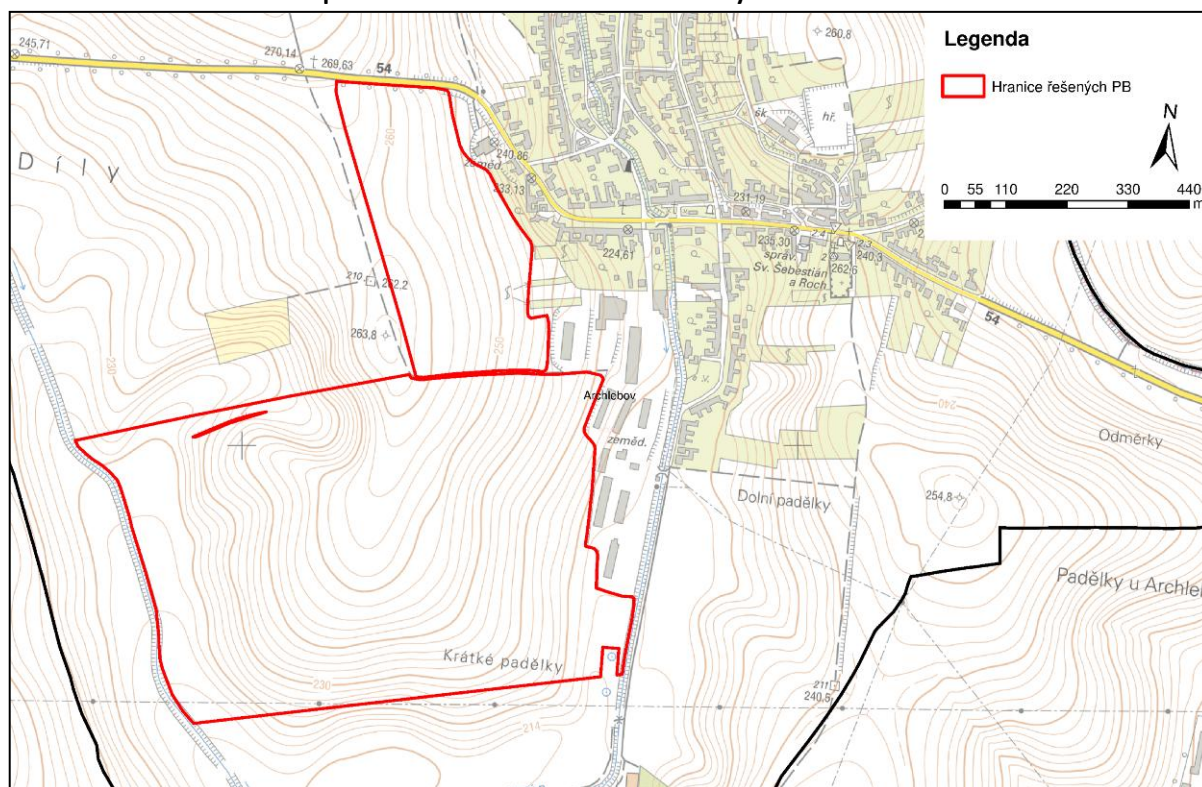 245,71
270,14
269,63
54
260,8
Legenda
Hranice řešených PB
N
0 55 110 220 330 440
m
šk.
hř.
Díly
260
240,86
zeměd.
233,13
231,19
235,30
správ.
Sv. Šebestián
a Roch
262,6
240,3
224,61
210
262,2
263,8
230
250
54
Archlebov
zeměd.
240
Odměrky
Dolní padělky
254,8
Padělky u Archle
Krátké padělky
230
211
240,5
214